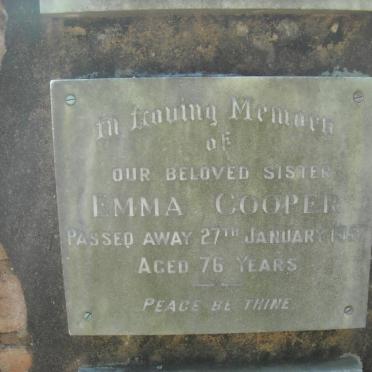 In Loving Memory
of
OUR BELOVED SISTER
EMMA COOPER
PASSED AWAY 27TH JANUARY
AGED 76 YEARS
PEACE BE THINE